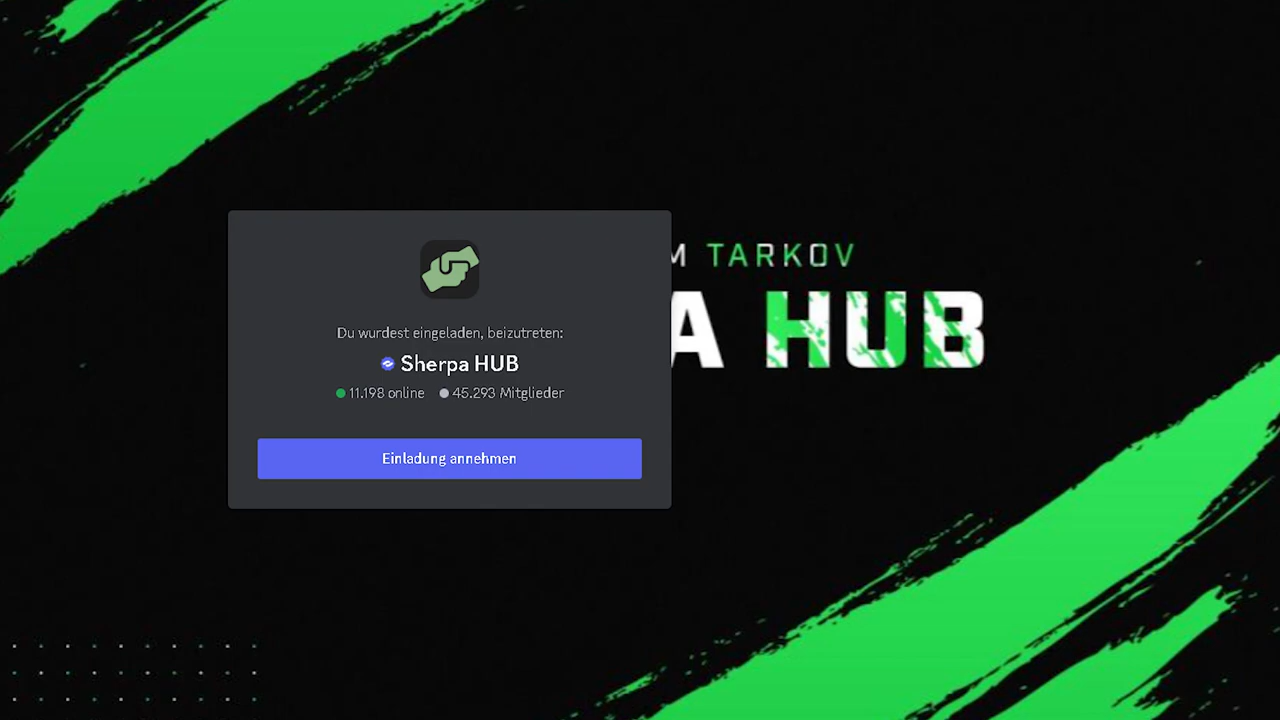 M TARKOV
A HUB
Du wurdest eingeladen, beizutreten:
Sherpa HUB
11.198 online 45.293 Mitglieder
Einladung annehmen